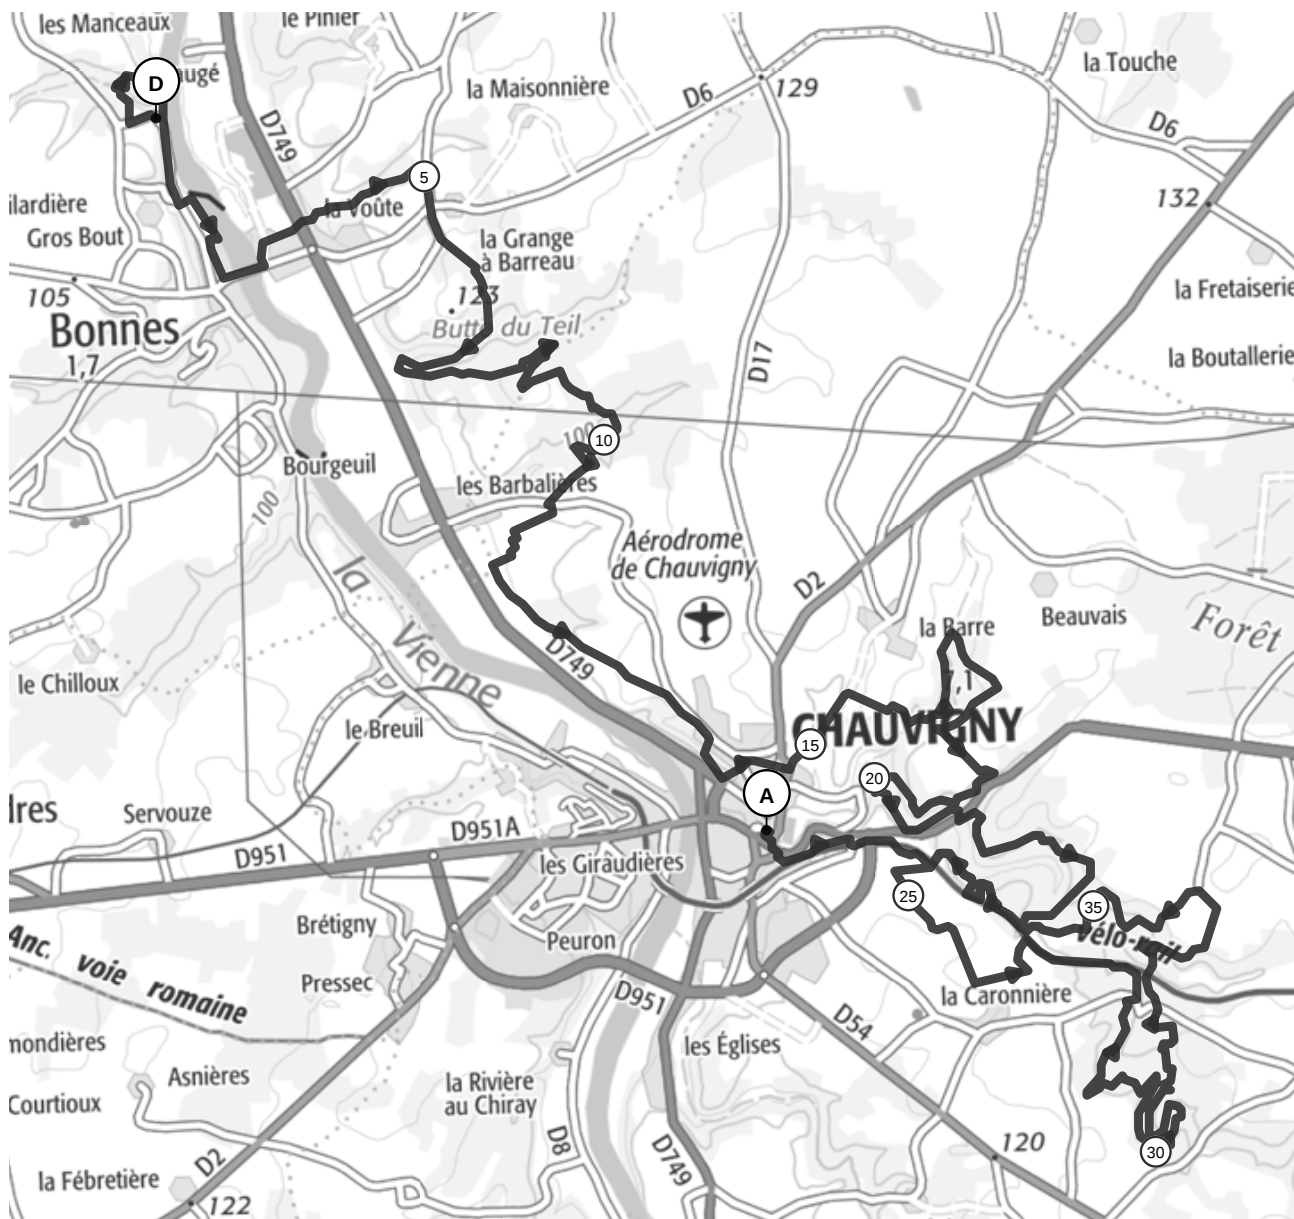 les Manceaux
le Pinier
ugé
D
la Maisonnière
D6
129
la Touche
D6
D749
5
132
ilardière
la Voûte
Gros Bout
la Grange
à Barreau
105
123
la Fretaiserie
Bonnes
Butte du Teil
1,7
D17
la Boutallerie
100
10
Bourgeuil
les Barbalières
100
Aérodrome
de Chauvigny
la Vienne
D2
la Barre
Beauvais
Forêt
D749
le Chilloux
7,1
le Breuil
CHAUVIGNY
15
20
A
dres
Servouze
D951A
D951
les Giraudières
25
35
Brétigny
Peuron
vélo-rail
Anc. voie romaine
Pressec
D951
la Caronnière
D54
mondières
les Églises
Asnières
la Rivière
au Chiray
Courtioux
D8
D749
120
30
D2
la Fébretière
122